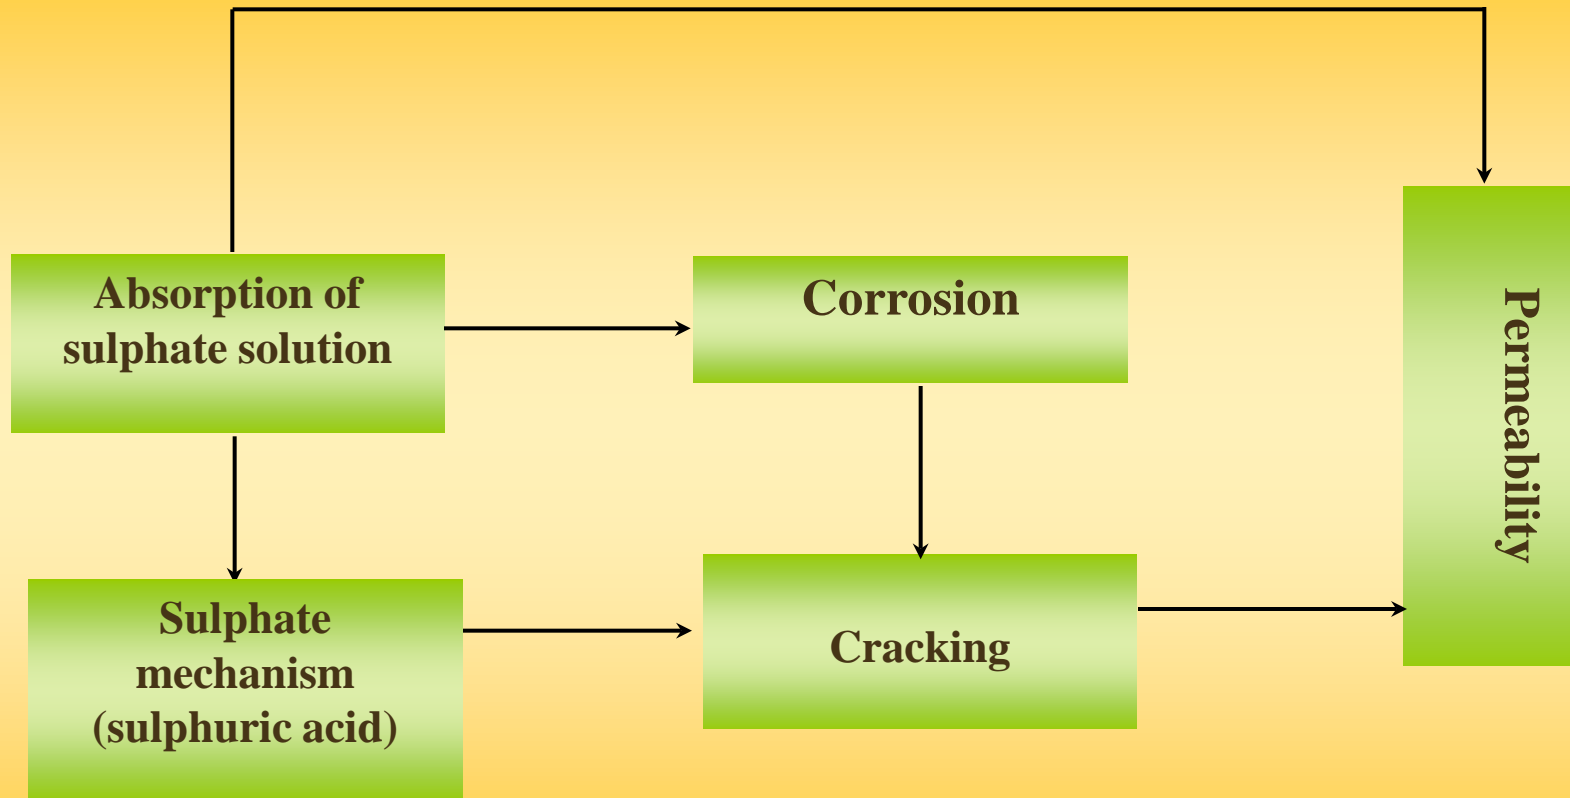 Absorption of
sulphate solution
Corrosion
Permeability
Sulphate
mechanism
(sulphuric acid)
Cracking